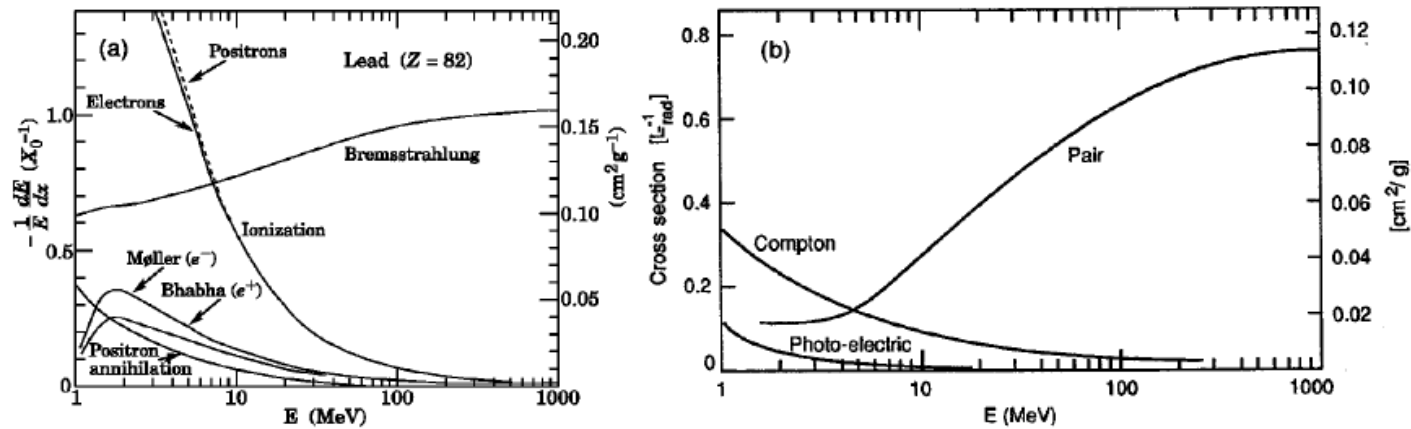 (a)
Positrons
Lead (Z = 82)
Electrons
Bremsstrahlung
Ionization
Møller (e−)
Bhabha (e+)
Positron
annihilation
0
0.5
1.0
− 1/E dE/dx (X0−1)
0.05
0.10
0.15
0.20
(cm2g−1)
1 10 100 1000
E (MeV)
(b)
Pair
Compton
Photo-electric
0
0.2
0.4
0.6
0.8
Cross section [L−1rad]
0.02
0.04
0.06
0.08
0.10
0.12
[cm2/g]
1 10 100 1000
E (MeV)